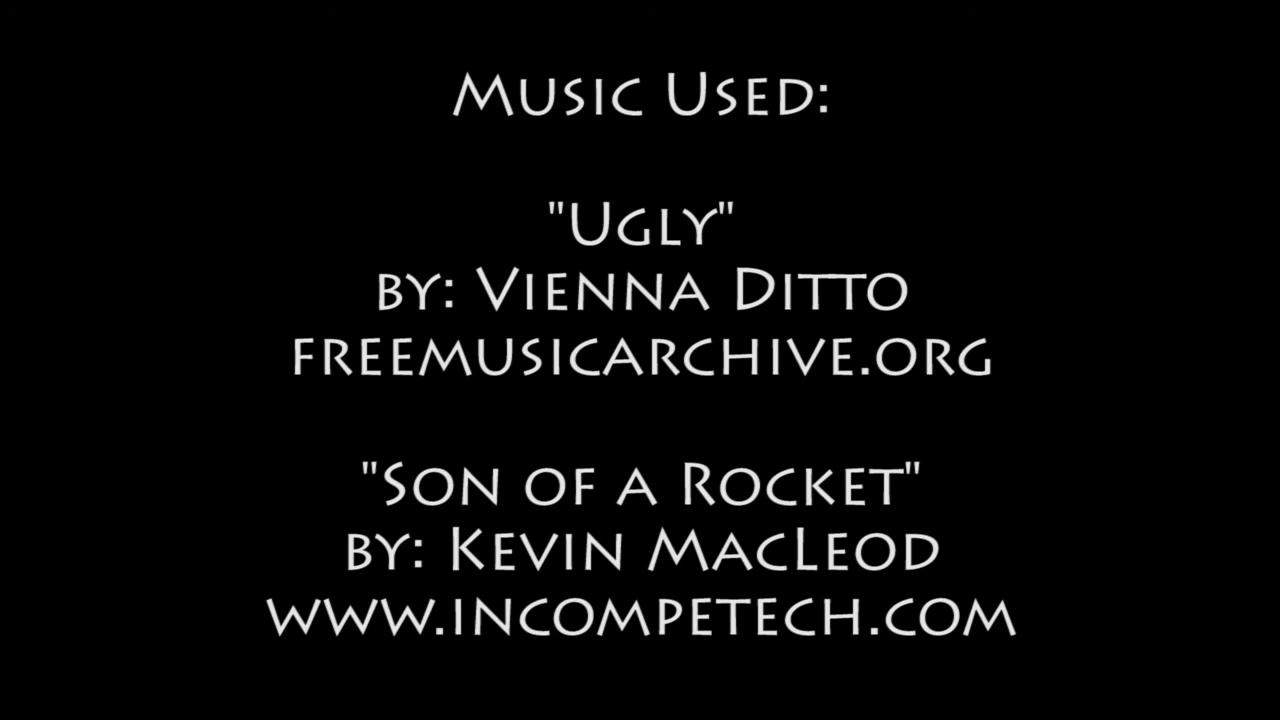 Music Used:
"Ugly"
by: Vienna Ditto
freemusicarchive.org
"Son of a Rocket"
by: Kevin MacLeod
www.incompetech.com